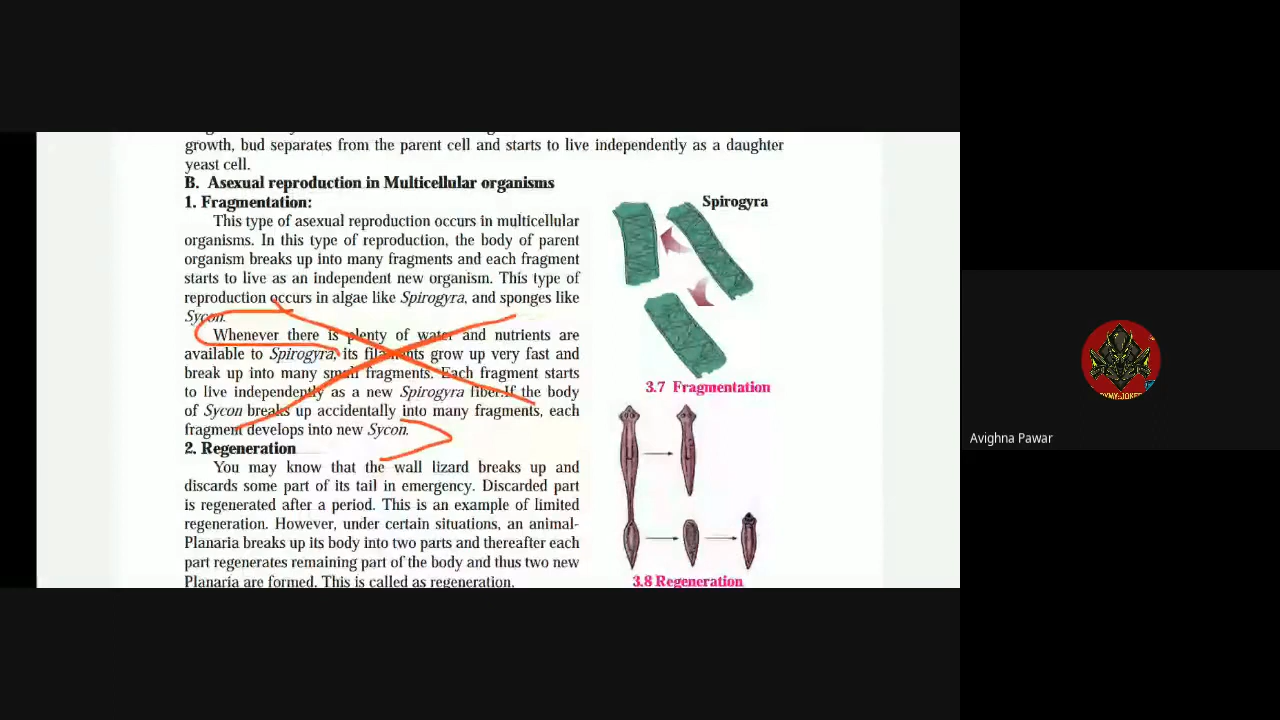 growth, bud separates from the parent cell and starts to live independently as a daughter
yeast cell.
B. Asexual reproduction in Multicellular organisms
1. Fragmentation:
This type of asexual reproduction occurs in multicellular
organisms. In this type of reproduction, the body of parent
organism breaks up into many fragments and each fragment
starts to live as an independent new organism. This type of
reproduction occurs in algae like Spirogyra, and sponges like
Sycon.
Whenever there is plenty of water and nutrients are
available to Spirogyra, its filaments grow up very fast and
break up into many small fragments. Each fragment starts
to live independently as a new Spirogyra fiber.If the body
of Sycon breaks up accidentally into many fragments, each
fragment develops into new Sycon.
2. Regeneration
You may know that the wall lizard breaks up and
discards some part of its tail in emergency. Discarded part
is regenerated after a period. This is an example of limited
regeneration. However, under certain situations, an animal-
Planaria breaks up its body into two parts and thereafter each
part regenerates remaining part of the body and thus two new
Planaria are formed. This is called as regeneration.
Spirogyra
3.7 Fragmentation
3.8 Regeneration
Avighna Pawar